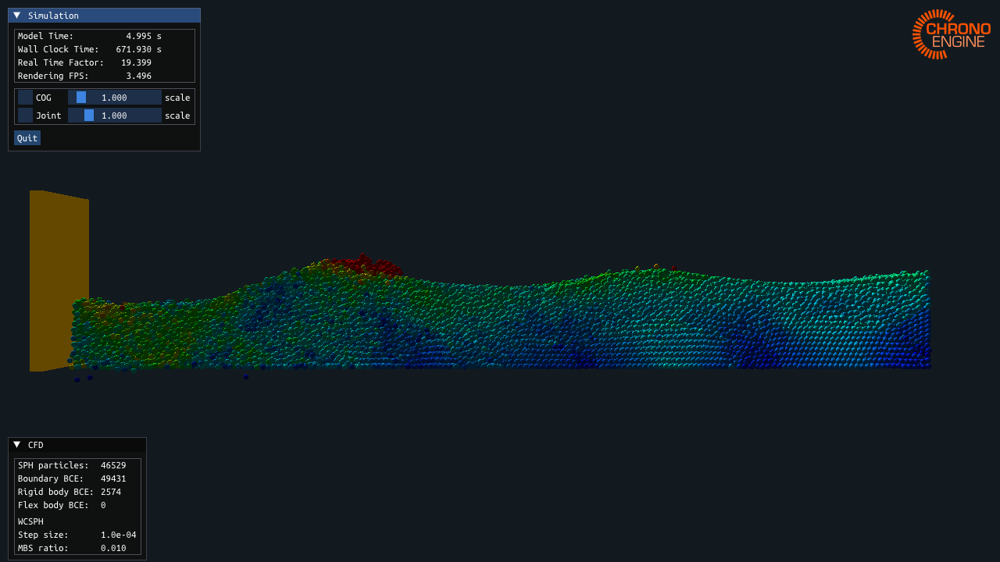 Simulation
Model Time: 4.995 s
Wall Clock Time: 671.930 s
Real Time Factor: 19.399
Rendering FPS: 3.496
COG 1.000 scale
Joint 1.000 scale
Quit
CHRONO
ENGINE
CFD
SPH particles: 46529
Boundary BCE: 49431
Rigid body BCE: 2574
Flex body BCE: 0
WCSPH
Step size: 1.0e-04
MBS ratio: 0.010